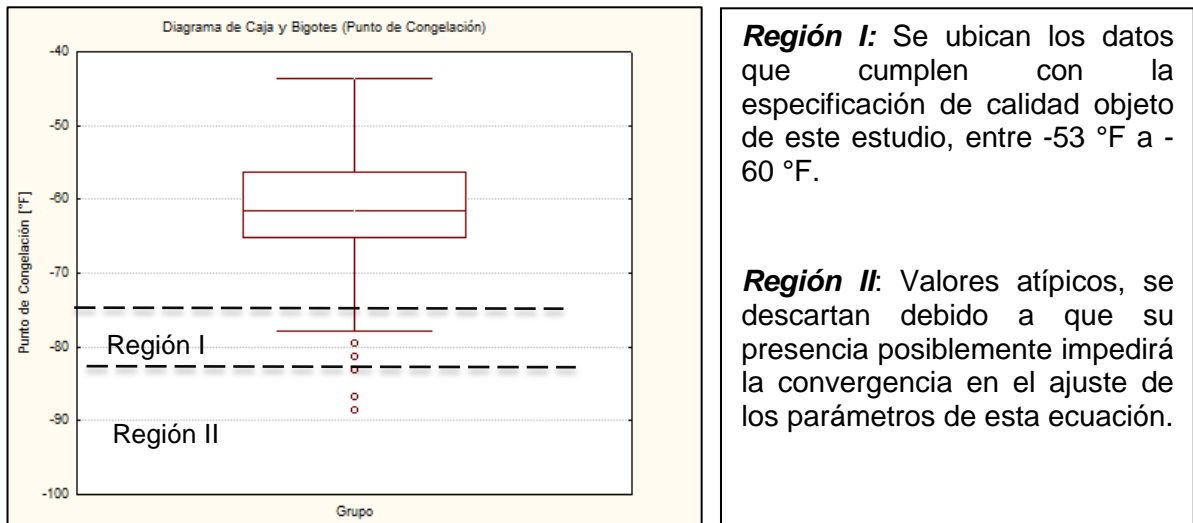 Diagrama de Caja y Bigotes (Punto de Congelación)
-40
-50
-60
-70
-80
-90
-100
Punto de Congelación [°F]
Grupo
Región I
Región II
Región I: Se ubican los datos
que cumplen con la
especificación de calidad objeto
de este estudio, entre -53 °F a -
60 °F.
Región II: Valores atípicos, se
descartan debido a que su
presencia posiblemente impedirá
la convergencia en el ajuste de
los parámetros de esta ecuación.